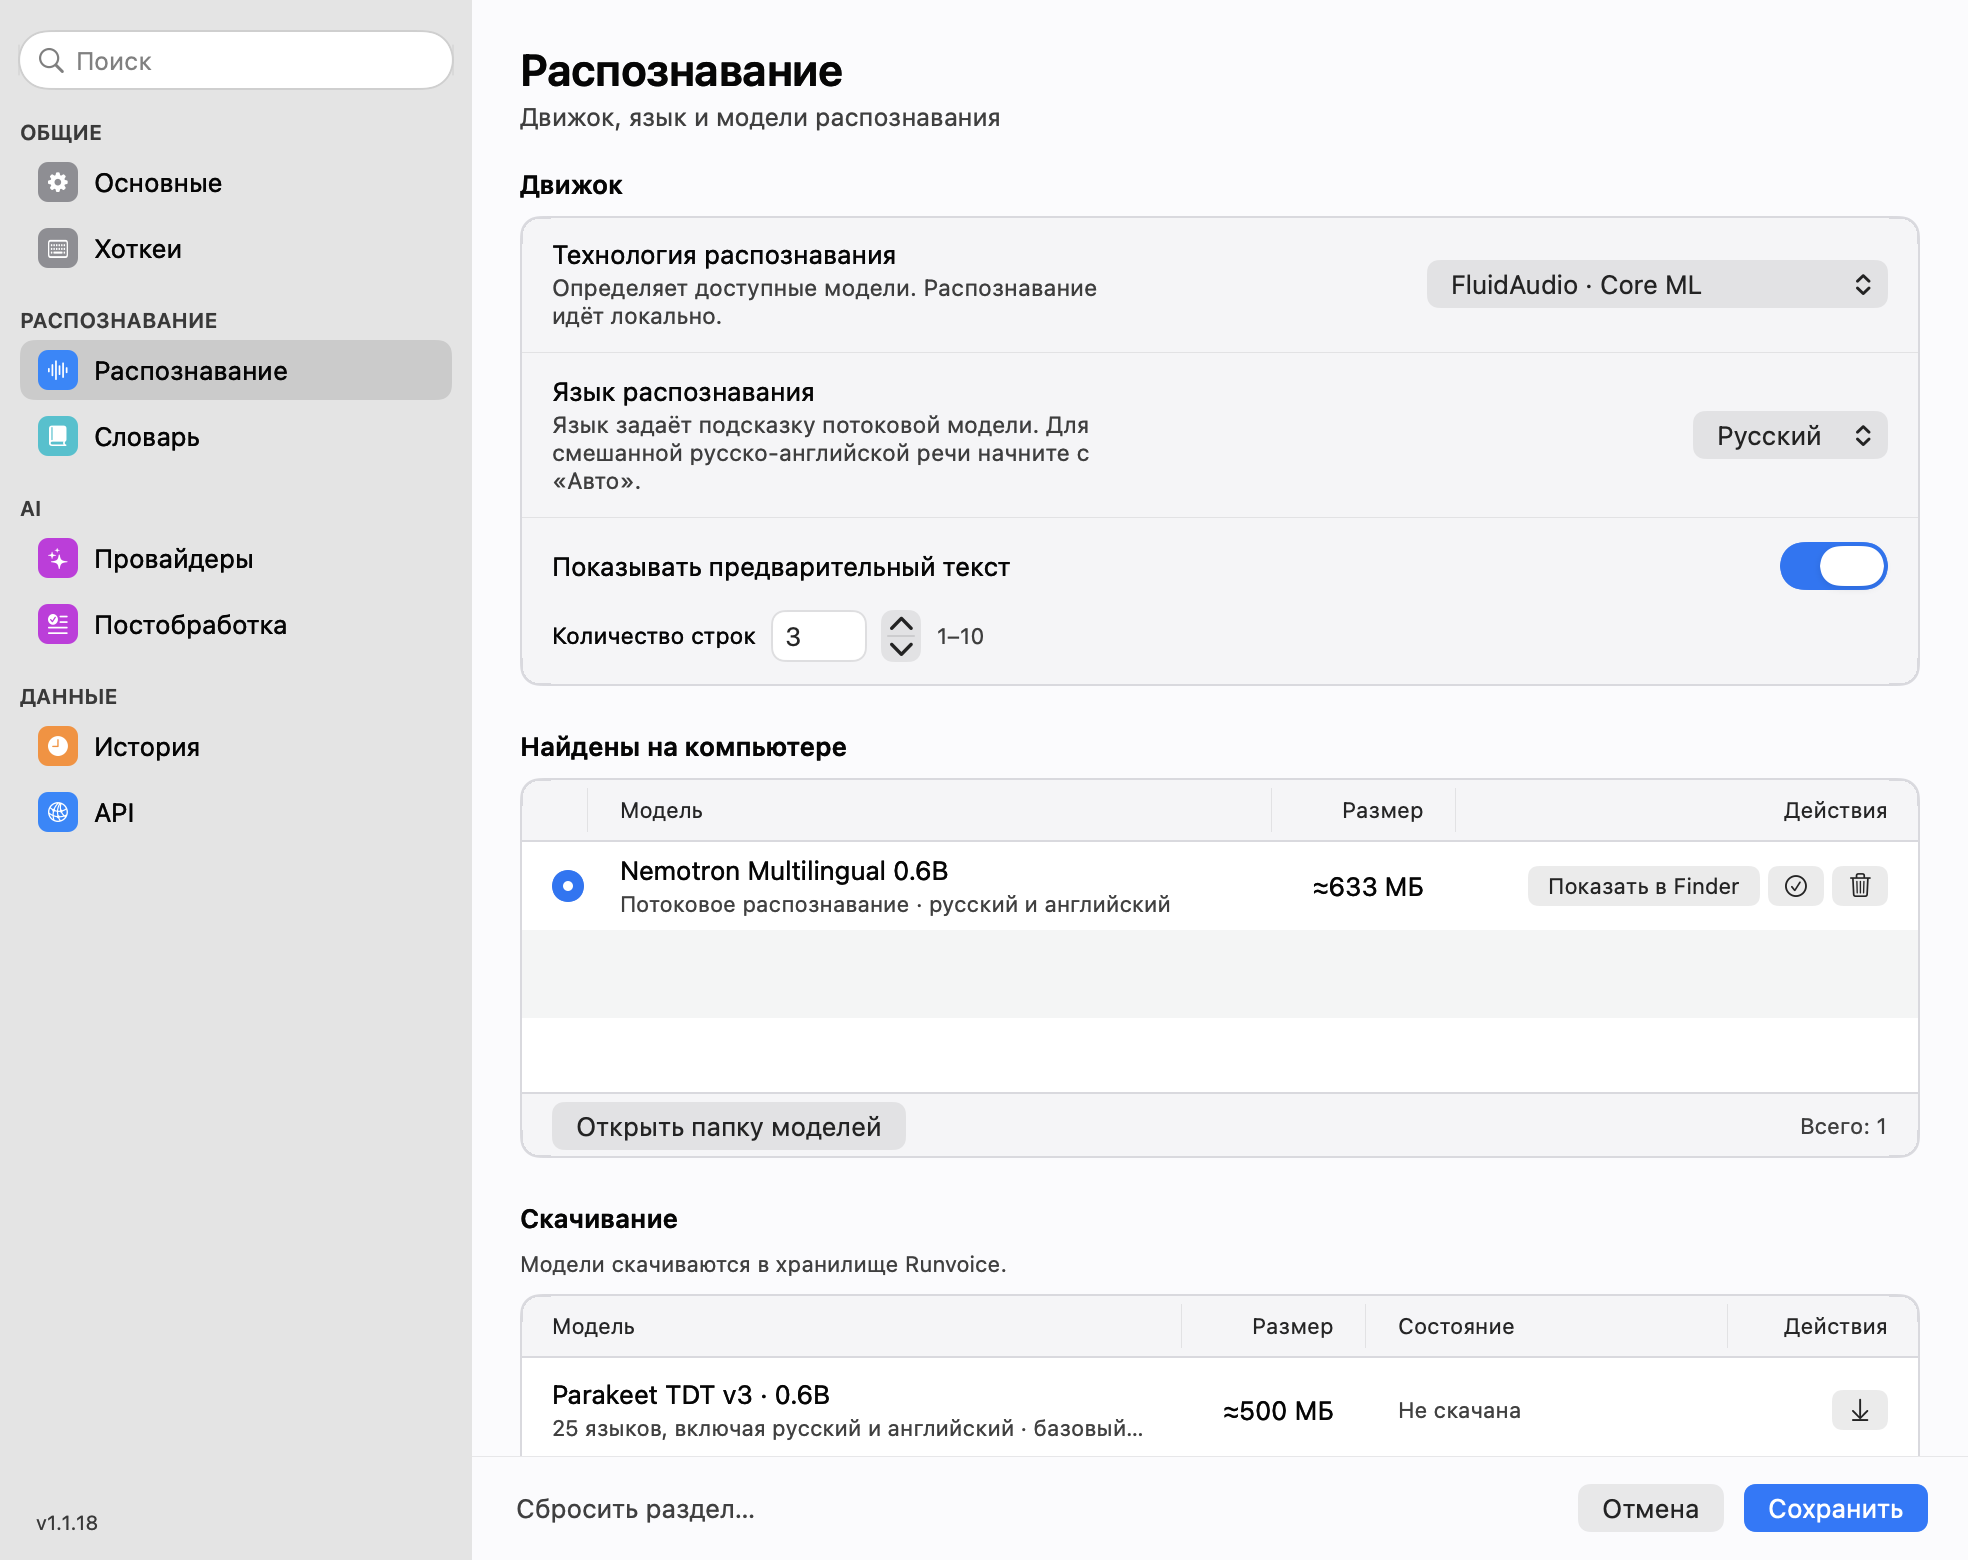 Поиск
ОБЩИЕ
Основные
Хоткеи
РАСПОЗНАВАНИЕ
Распознавание
Словарь
AI
Провайдеры
Постобработка
ДАННЫЕ
История
API
v1.1.18
Распознавание
Движок, язык и модели распознавания
Движок
Технология распознавания
Определяет доступные модели. Распознавание
идёт локально.
FluidAudio · Core ML
Язык распознавания
Язык задаёт подсказку потоковой модели. Для
смешанной русско-английской речи начните с
«Авто».
Русский
Показывать предварительный текст
Количество строк 3 1–10
Найдены на компьютере
Модель Размер Действия
Nemotron Multilingual 0.6B
Потоковое распознавание · русский и английский
≈633 МБ
Показать в Finder
Открыть папку моделей
Всего: 1
Скачивание
Модели скачиваются в хранилище Runvoice.
Модель Размер Состояние Действия
Parakeet TDT v3 · 0.6B
25 языков, включая русский и английский · базовый...
≈500 МБ
Не скачана
Сбросить раздел...
Отмена
Сохранить